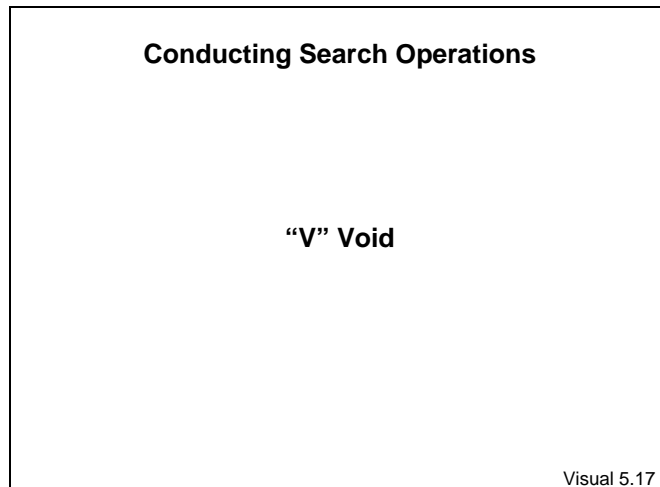 Conducting Search Operations
“V” Void
Visual 5.17